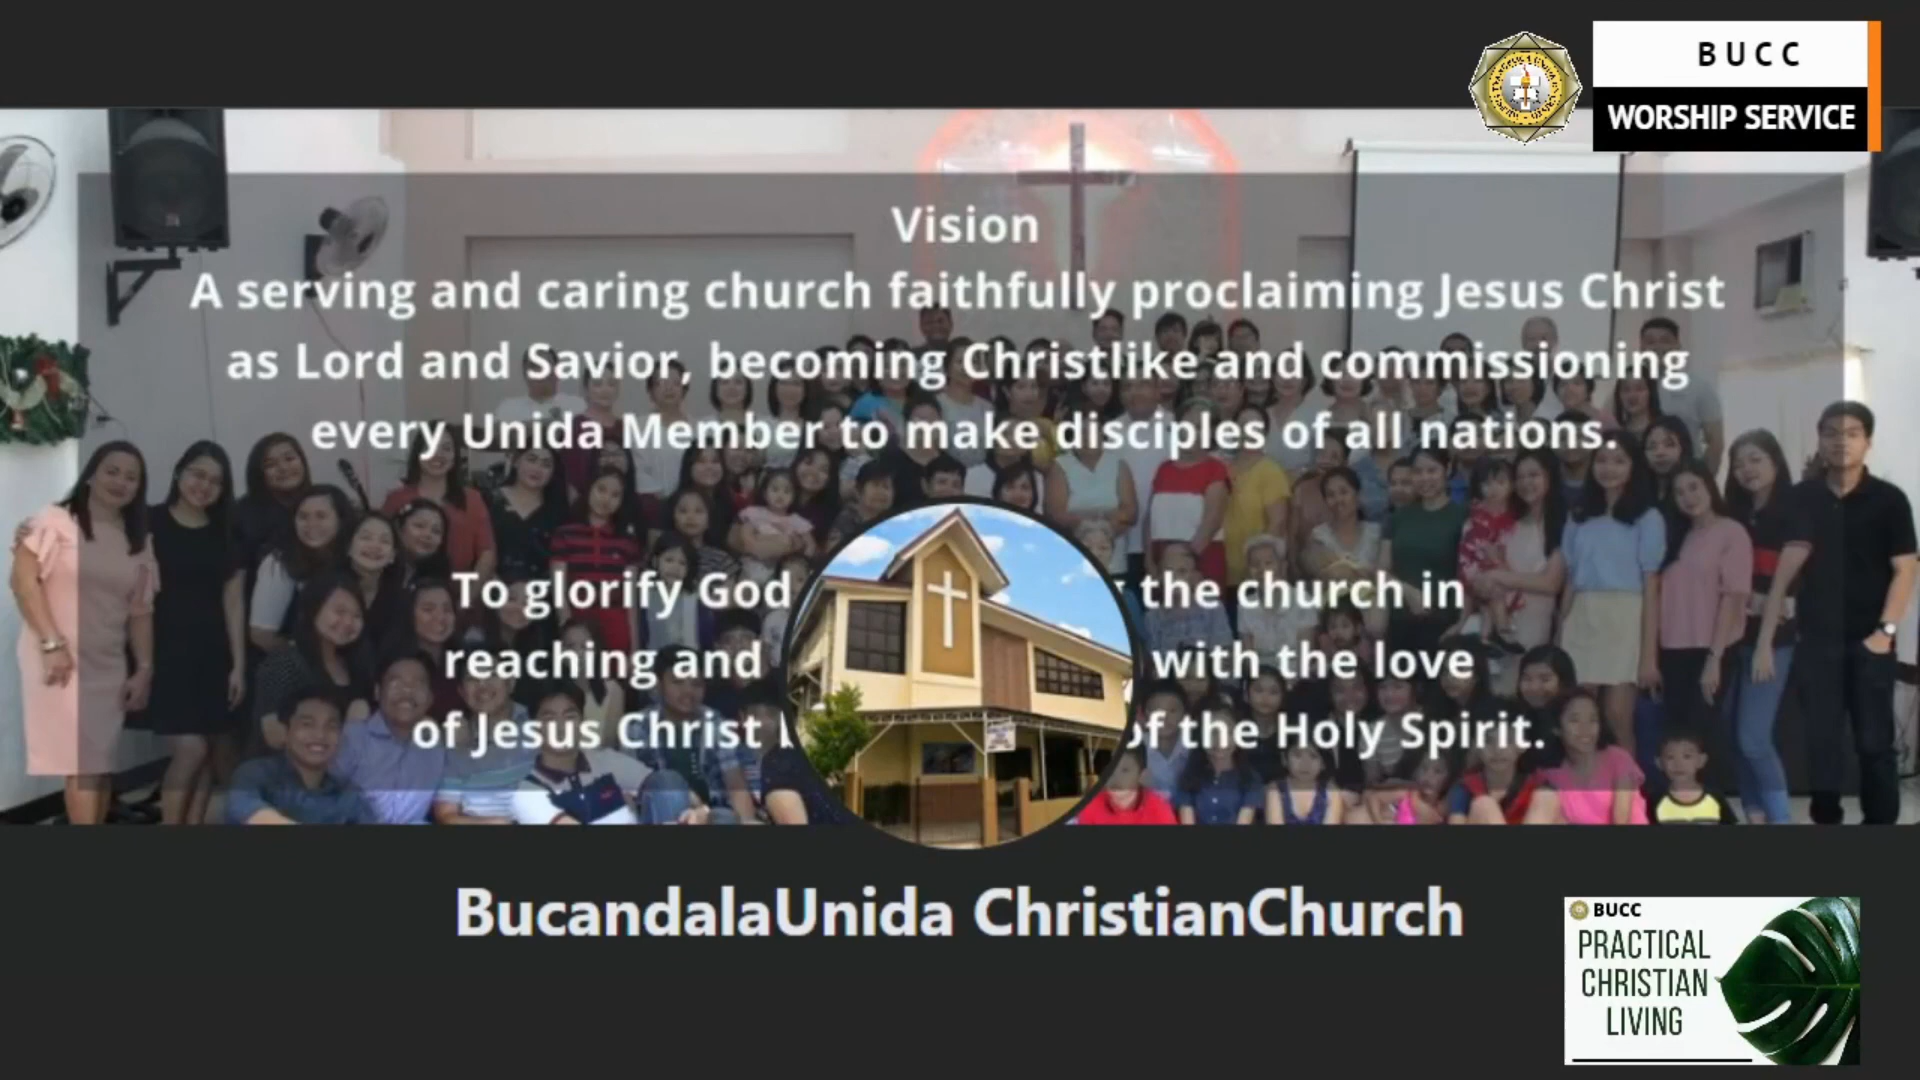 BUCC
WORSHIP SERVICE
Vision
A serving and caring church faithfully proclaiming Jesus Christ
as Lord and Savior, becoming Christlike and commissioning
every Unida Member to make disciples of all nations.
To glorify God the church in
reaching and with the love
of Jesus Christ of the Holy Spirit.
BucandalaUnida ChristianChurch
BUCC
PRACTICAL
CHRISTIAN
LIVING